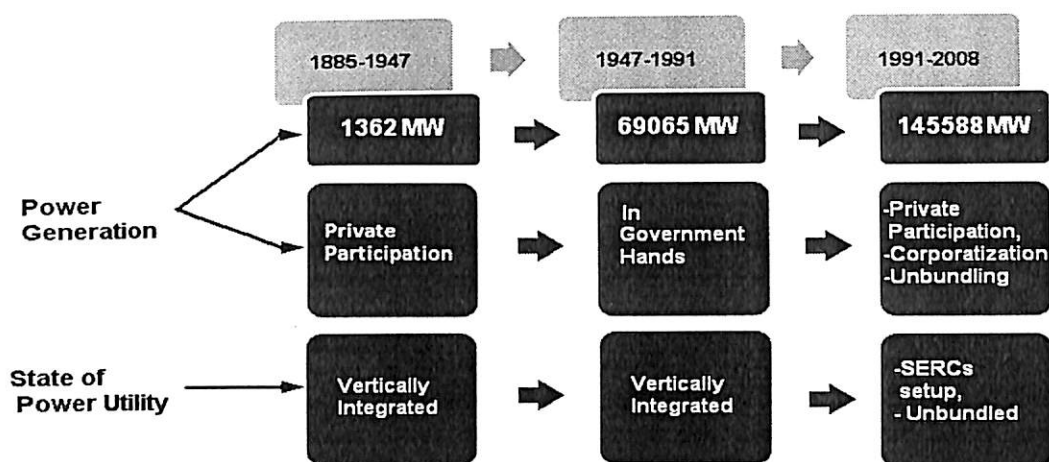 1885-1947
1947-1991
1991-2008
1362 MW
69065 MW
145588 MW
Power
Generation
Private
Participation
In
Government
Hands
-Private
Participation,
-Corporatization
-Unbundling
State of
Power Utility
Vertically
Integrated
Vertically
Integrated
-SERCs
setup,
- Unbundled